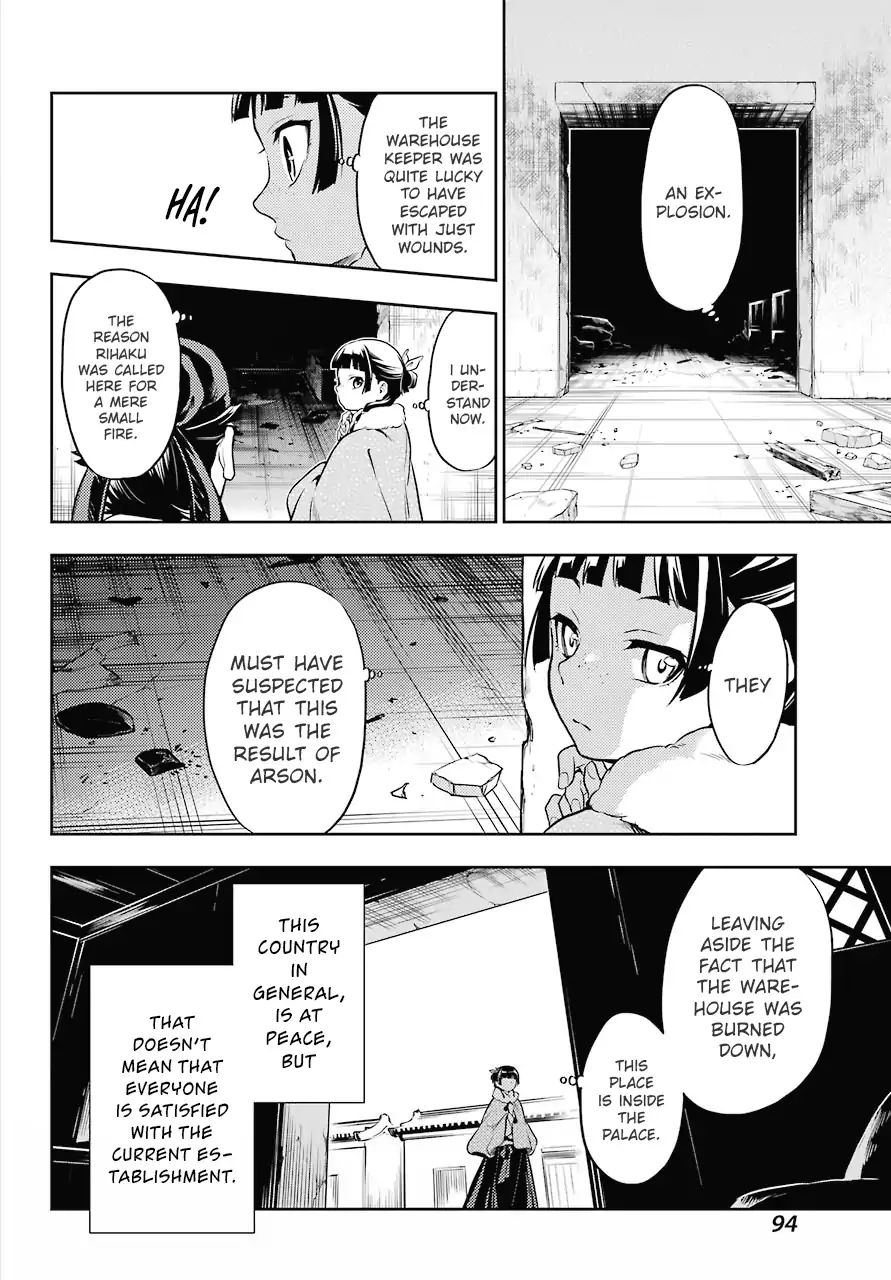 AN EX-
PLOSION.
THE
WAREHOUSE
KEEPER WAS
QUITE LUCKY
TO HAVE
ESCAPED
WITH JUST
WOUNDS.
HA!
I UN-
DER-
STAND
NOW.
THE
REASON
RIHAKU
WAS CALLED
HERE FOR
A MERE
SMALL
FIRE.
THEY
MUST HAVE
SUSPECTED
THAT THIS
WAS THE
RESULT OF
ARSON.
LEAVING
ASIDE THE
FACT THAT
THE WARE-
HOUSE WAS
BURNED
DOWN,
THIS
PLACE
IS INSIDE
THE
PALACE.
THIS
COUNTRY
IN
GENERAL,
IS AT
PEACE,
BUT
THAT
DOESN'T
MEAN THAT
EVERYONE
IS SATISFIED
WITH THE
CURRENT ES-
TABLISHMENT.
94